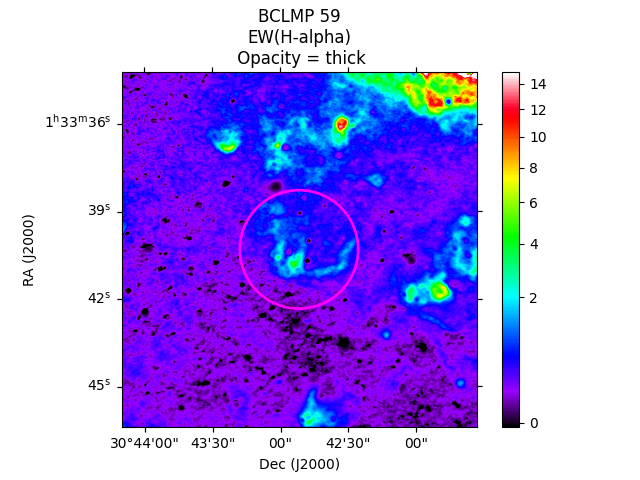 BCLMP 59
EW(H-alpha)
Opacity = thick
1ʰ33ᵐ36ˢ
39ˢ
42ˢ
45ˢ
RA (J2000)
30°44'00" 43'30" 00" 42'30" 00"
Dec (J2000)
14
12
10
8
6
4
2
0